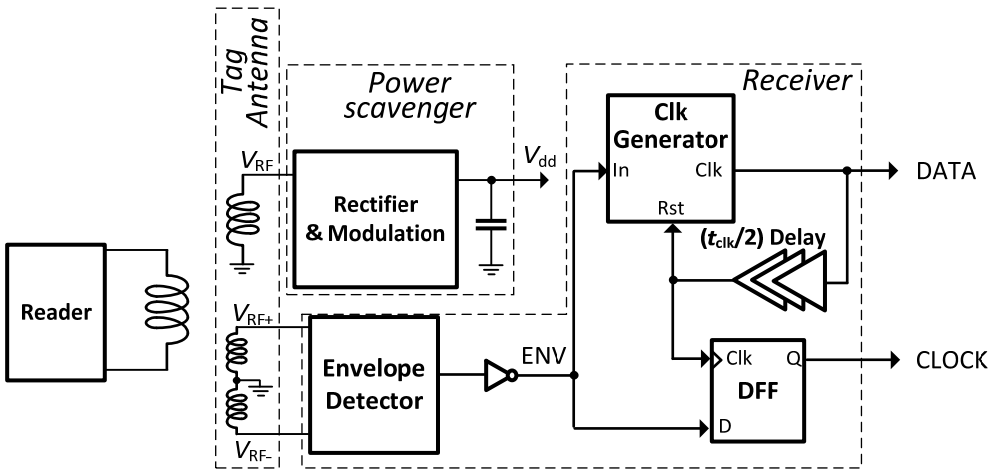 Tag
Antenna
Power
scavenger
Receiver
Clk
Generator
In
Clk
Rst
DATA
V_RF
V_dd
Rectifier
& Modulation
(t_clk/2) Delay
Reader
V_RF+
Envelope
Detector
ENV
Clk
Q
DFF
D
CLOCK
V_RF−